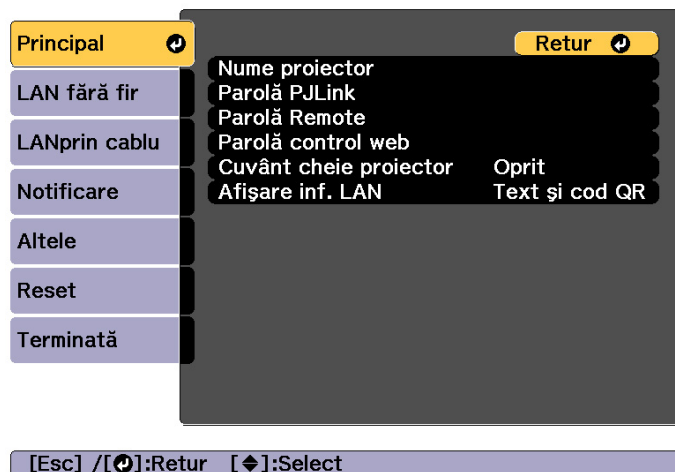 Principal
Retur
Nume proiector
LAN fără fir
Parolă PJLink
Parolă Remote
LANprin cablu
Parolă control web
Cuvânt cheie proiector Oprit
Notificare
Afişare inf. LAN Text şi cod QR
Altele
Reset
Terminată
[Esc] /[⏎]:Retur [◆]:Select